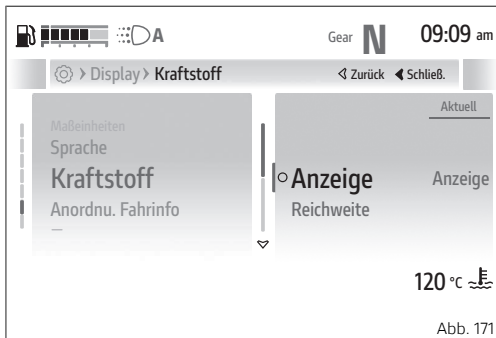 A Gear N 09:09 am
Display Kraftstoff Zurück Schließ.
Aktuell
Maßeinheiten
Sprache
Kraftstoff
Anordnu. Fahrinfo
Anzeige Anzeige
Reichweite
120 °C
Abb. 171